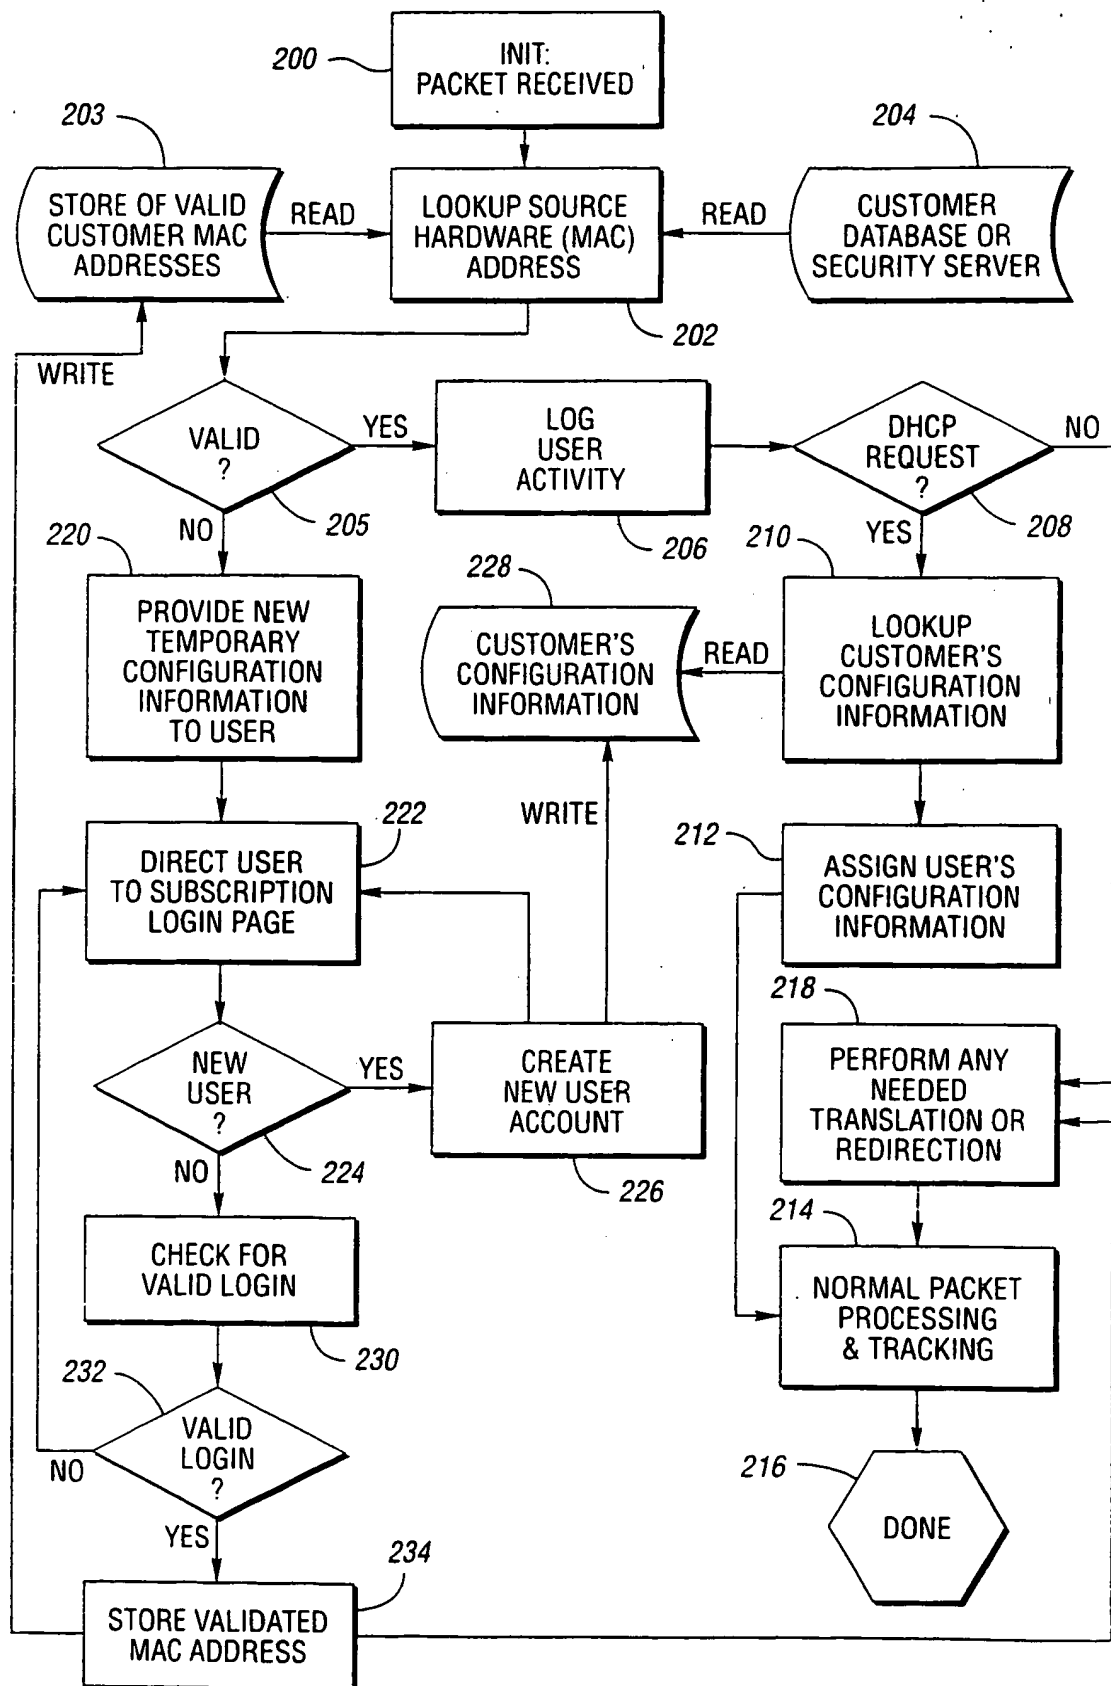 200
INIT:
PACKET RECEIVED
203
204
STORE OF VALID
CUSTOMER MAC
ADDRESSES
READ
LOOKUP SOURCE
HARDWARE (MAC)
ADDRESS
READ
CUSTOMER
DATABASE OR
SECURITY SERVER
202
WRITE
VALID
?
YES
LOG
USER
ACTIVITY
DHCP
REQUEST
?
NO
205
NO
206
208
YES
220
PROVIDE NEW
TEMPORARY
CONFIGURATION
INFORMATION
TO USER
228
CUSTOMER'S
CONFIGURATION
INFORMATION
READ
210
LOOKUP
CUSTOMER'S
CONFIGURATION
INFORMATION
WRITE
222
DIRECT USER
TO SUBSCRIPTION
LOGIN PAGE
212
ASSIGN USER'S
CONFIGURATION
INFORMATION
218
PERFORM ANY
NEEDED
TRANSLATION OR
REDIRECTION
NEW
USER
?
YES
CREATE
NEW USER
ACCOUNT
224
NO
226
214
NORMAL PACKET
PROCESSING
& TRACKING
CHECK FOR
VALID LOGIN
230
232
VALID
LOGIN
?
NO
YES
216
DONE
234
STORE VALIDATED
MAC ADDRESS